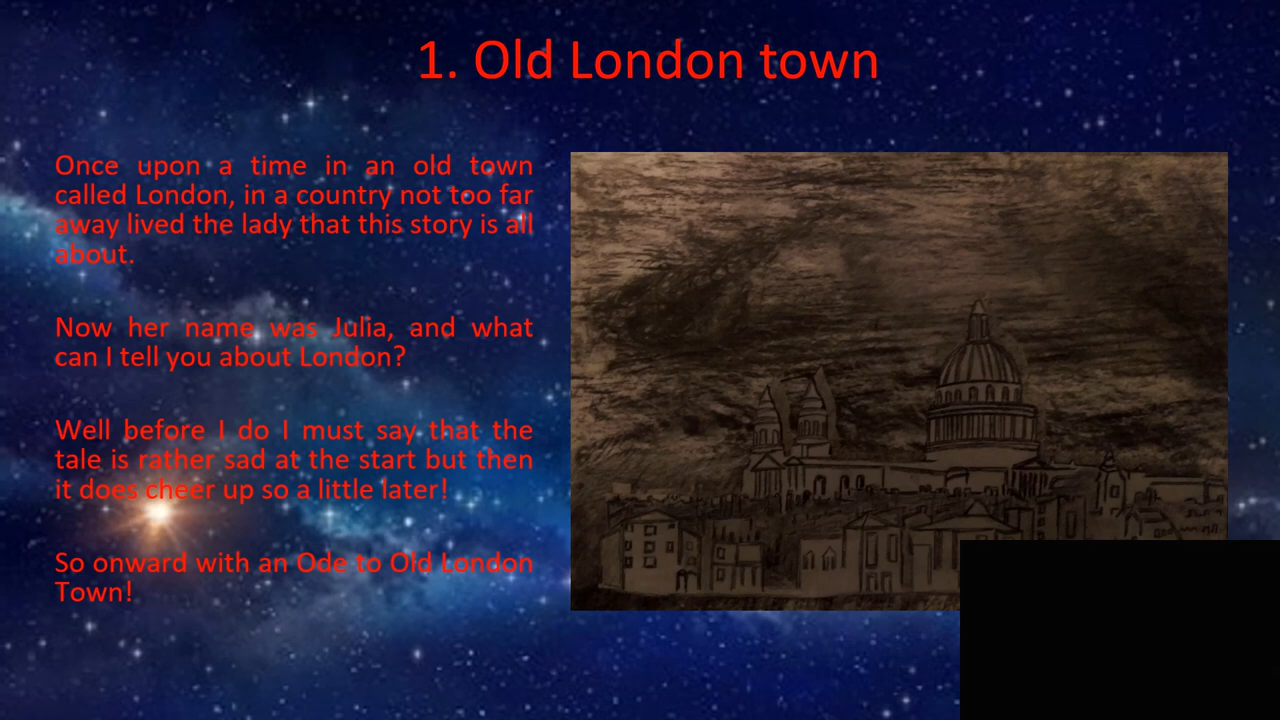 1. Old London town
Once upon a time in an old town
called London, in a country not too far
away lived the lady that this story is all
about.
Now her name was Julia, and what
can I tell you about London?
Well before I do I must say that the
tale is rather sad at the start but then
it does cheer up so a little later!
So onward with an Ode to Old London
Town!